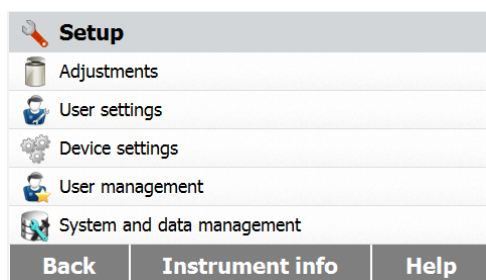 Setup
Adjustments
User settings
Device settings
User management
System and data management
Back Instrument info Help